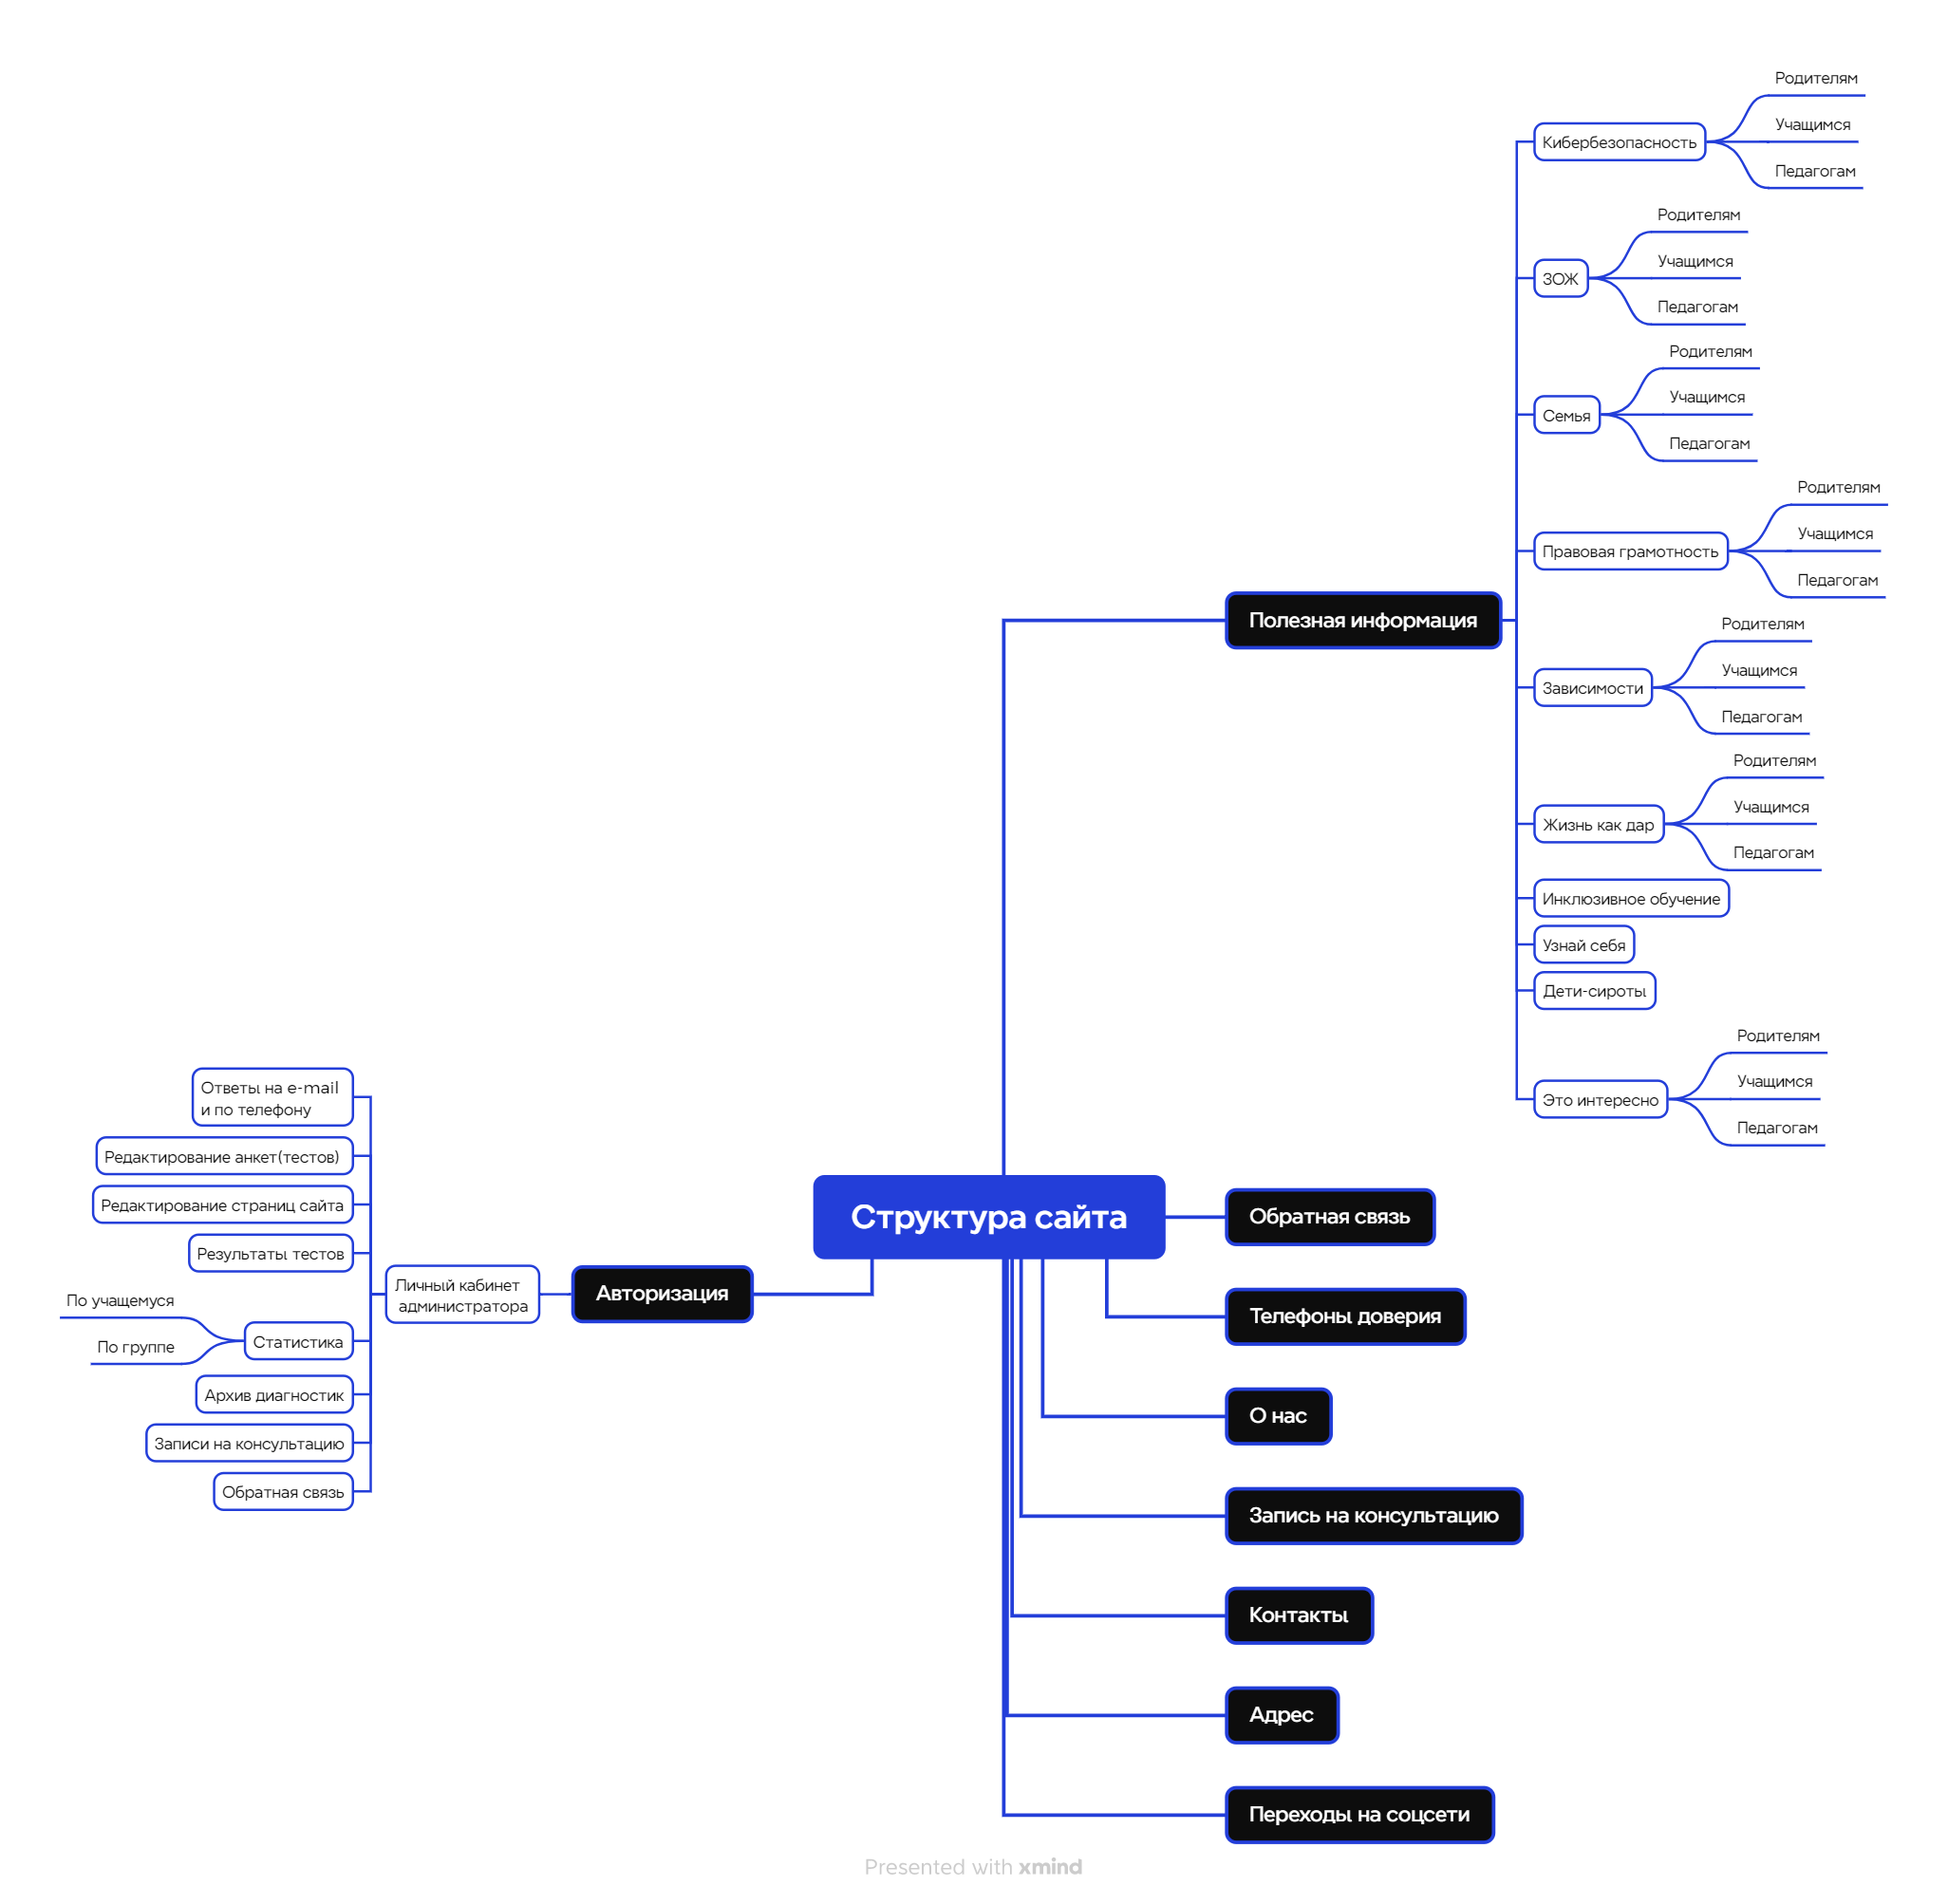 Родителям
Учащимся
Педагогам
Кибербезопасность
Родителям
Учащимся
Педагогам
ЗОЖ
Родителям
Учащимся
Педагогам
Семья
Родителям
Учащимся
Педагогам
Правовая грамотность
Полезная информация
Родителям
Учащимся
Педагогам
Зависимости
Родителям
Учащимся
Педагогам
Жизнь как дар
Инклюзивное обучение
Узнай себя
Дети-сироты
Родителям
Учащимся
Педагогам
Это интересно
Ответы на e-mail
и по телефону
Редактирование анкет(тестов)
Редактирование страниц сайта
Результаты тестов
По учащемуся
По группе
Статистика
Архив диагностик
Записи на консультацию
Обратная связь
Личный кабинет
администратора
Авторизация
Структура сайта
Обратная связь
Телефоны доверия
О нас
Запись на консультацию
Контакты
Адрес
Переходы на соцсети
Presented with xmind